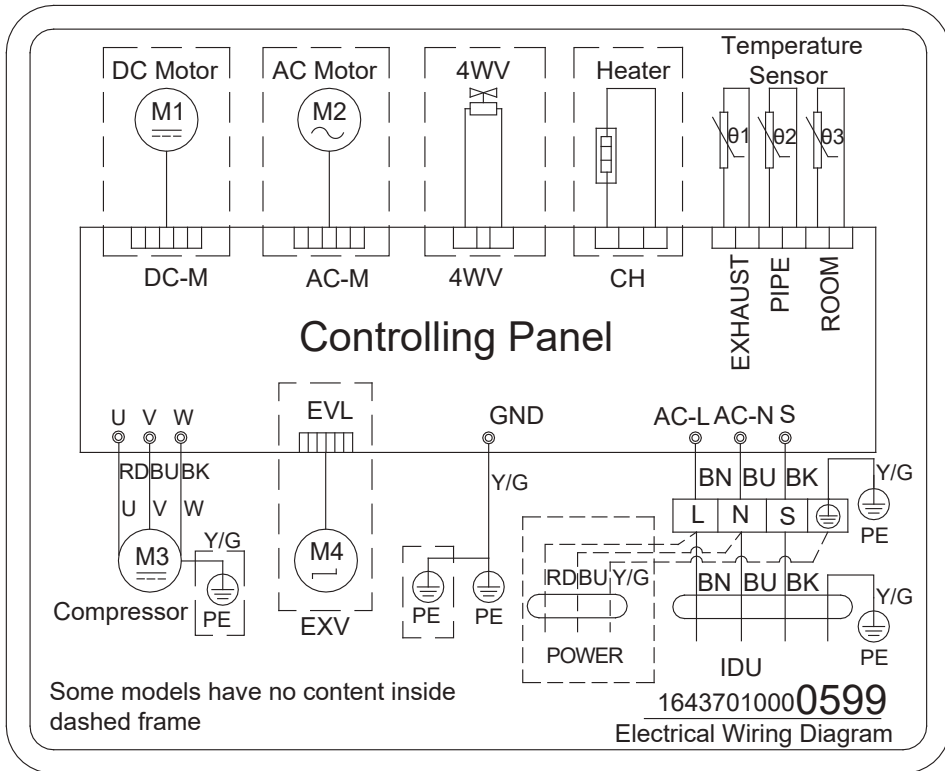 DC Motor
AC Motor
4WV
Heater
Temperature
Sensor
M1
M2
θ1
θ2
θ3
DC-M
AC-M
4WV
CH
EXHAUST
PIPE
ROOM
Controlling Panel
U V W
EVL
GND
AC-L AC-N S
RD BU BK
Y/G
BN BU BK
Y/G
U V W
L N S
M3
Y/G
M4
PE
RD BU Y/G
BN BU BK
Y/G
Compressor
PE
EXV
PE
PE
POWER
IDU
PE
Some models have no content inside
dashed frame
16437010000599
Electrical Wiring Diagram